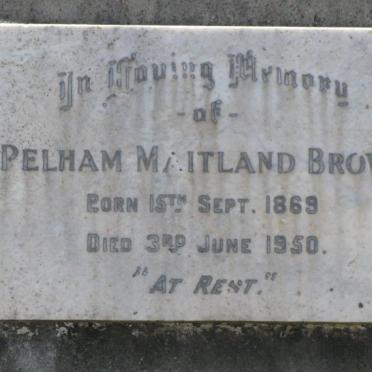 In Loving Memory
-of-
PELHAM MAITLAND BROW
BORN 15TH SEPT. 1869
DIED 3RD JUNE 1950.
"AT REST."